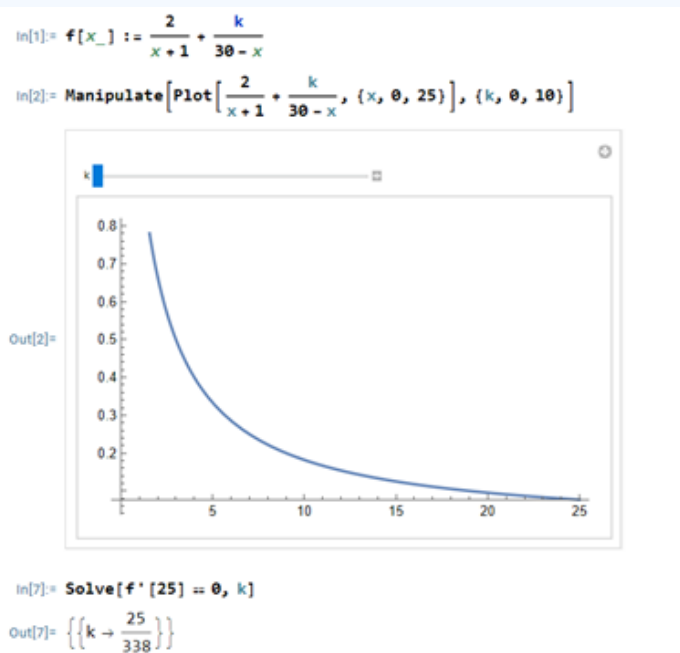 In[1]:= f[x_] := 2/(x + 1) + k/(30 - x)
In[2]:= Manipulate[Plot[2/(x + 1) + k/(30 - x), {x, 0, 25}], {k, 0, 10}]
k
Out[2]=
0.8
0.7
0.6
0.5
0.4
0.3
0.2
5 10 15 20 25
In[7]:= Solve[f'[25] == 0, k]
Out[7]= {{k → 25/338}}